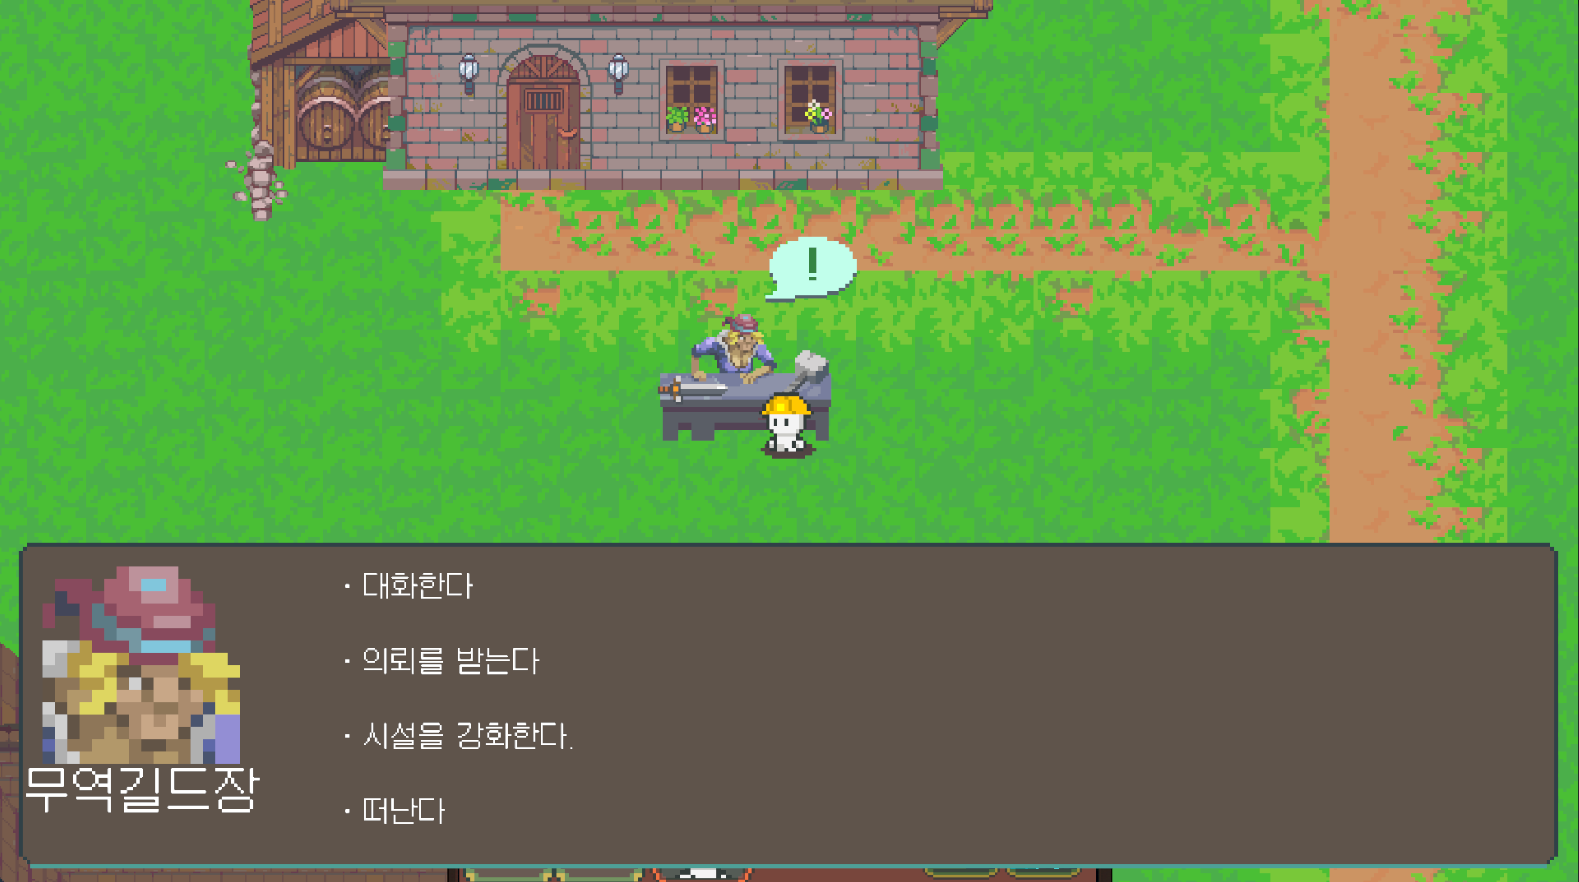 !
· 대화한다
· 의뢰를 받는다
· 시설을 강화한다.
· 떠난다
무역길드장